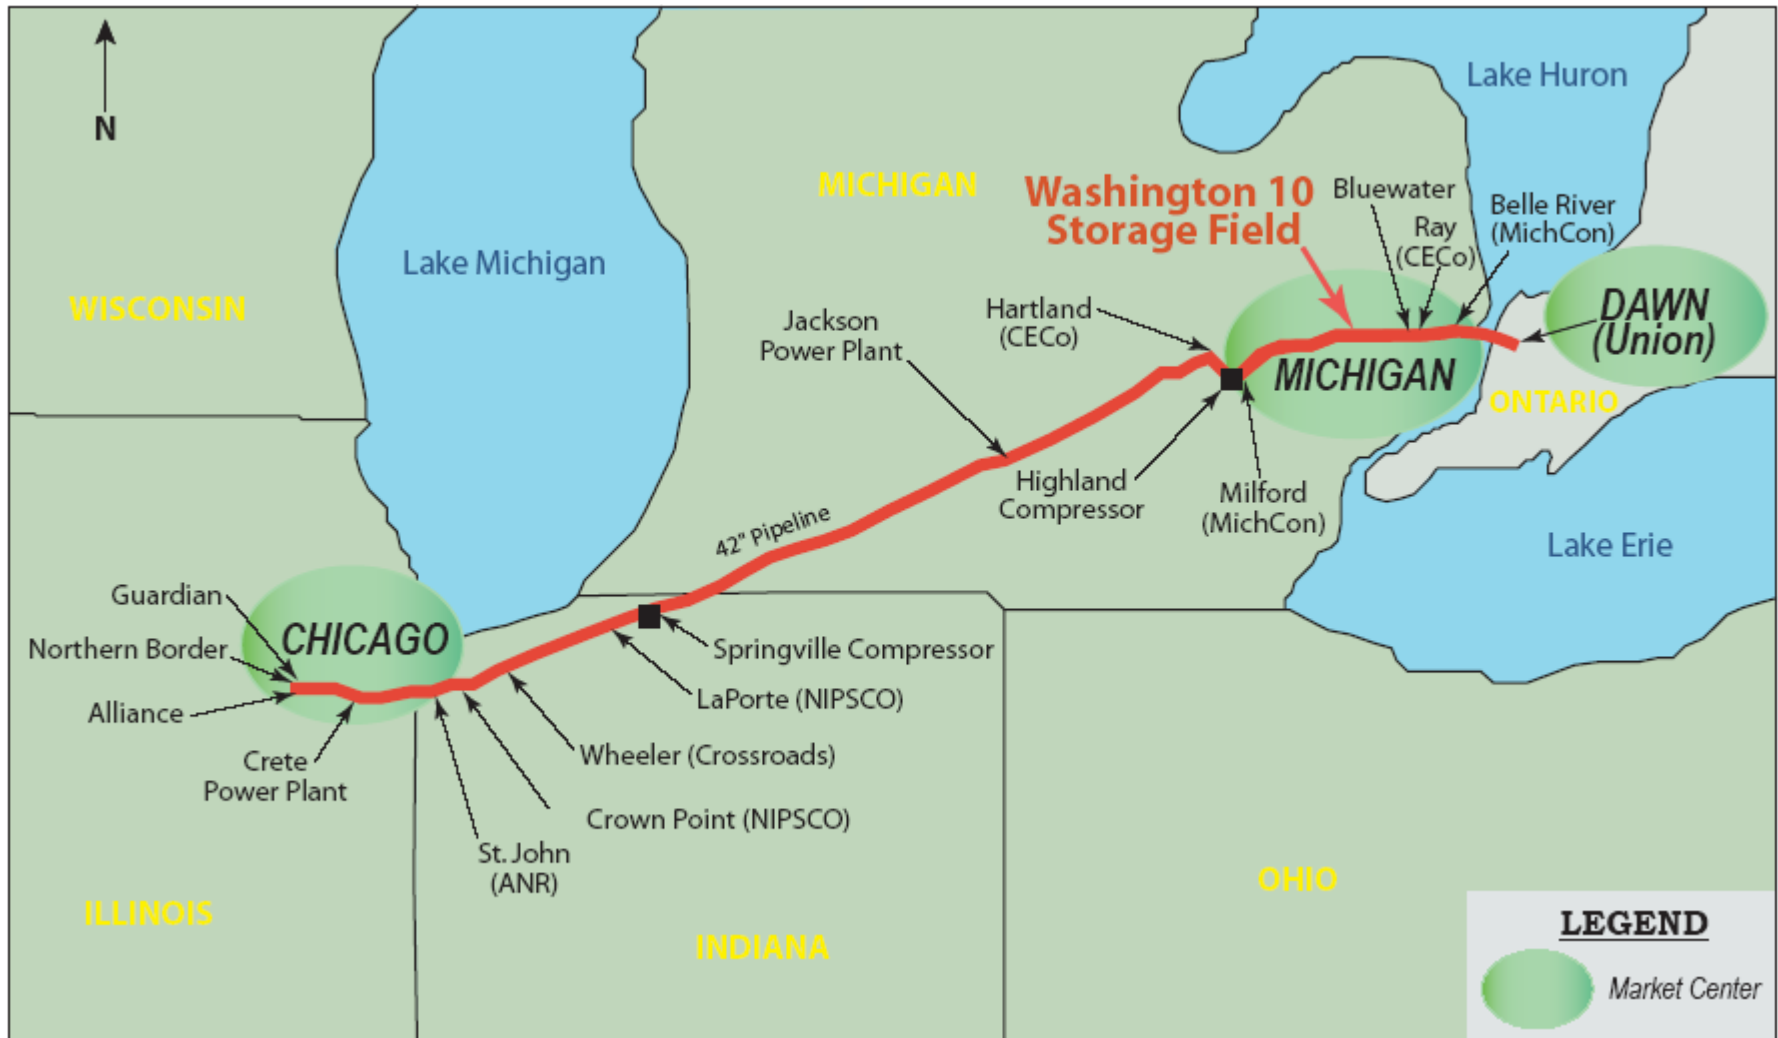 N
Lake Huron
MICHIGAN
Washington 10
Storage Field
Bluewater
Ray
(CECo)
Belle River
(MichCon)
Lake Michigan
WISCONSIN
Hartland
(CECo)
Jackson
Power Plant
DAWN
(Union)
MICHIGAN
ONTARIO
Highland
Compressor
Milford
(MichCon)
42" Pipeline
Lake Erie
Guardian
Northern Border
Alliance
CHICAGO
Springville Compressor
LaPorte (NIPSCO)
Wheeler (Crossroads)
Crete
Power Plant
Crown Point (NIPSCO)
St. John
(ANR)
ILLINOIS
INDIANA
OHIO
LEGEND
Market Center